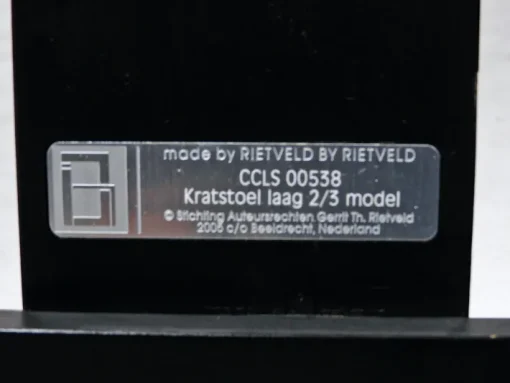 made by RIETVELD BY RIETVELD
CCLS 00538
Kratstoel laag 2/3 model
© Stichting Auteursrechten Gerrit Th. Rietveld
2005 c/o Beeldrecht, Nederland